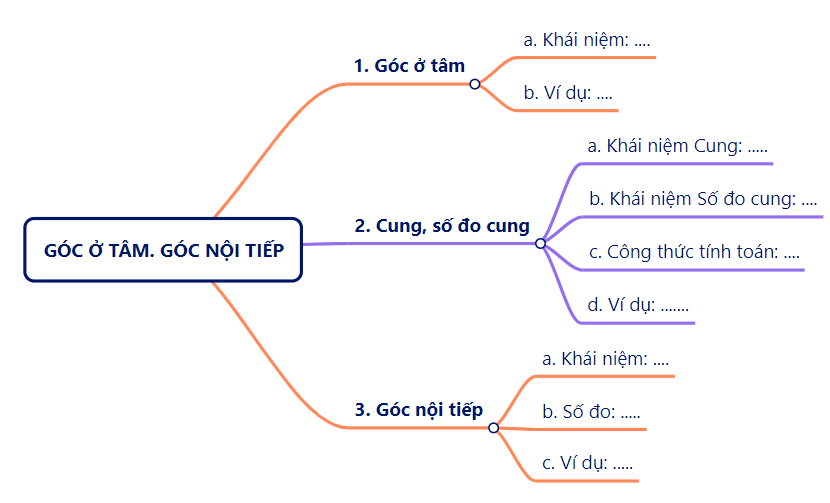 GÓC Ở TÂM. GÓC NỘI TIẾP
1. Góc ở tâm
a. Khái niệm: ....
b. Ví dụ: ....
2. Cung, số đo cung
a. Khái niệm Cung: .....
b. Khái niệm Số đo cung: ....
c. Công thức tính toán: ....
d. Ví dụ: .......
3. Góc nội tiếp
a. Khái niệm: ....
b. Số đo: .....
c. Ví dụ: .....